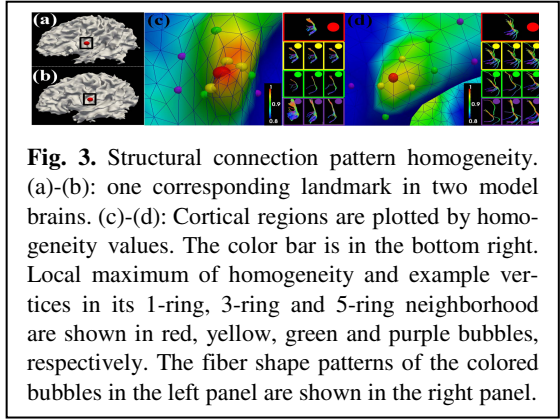 (a)
(c)
(d)
(b)
1
0.9
0.8
1
0.9
0.8
Fig. 3. Structural connection pattern homogeneity.
(a)-(b): one corresponding landmark in two model
brains. (c)-(d): Cortical regions are plotted by homo-
geneity values. The color bar is in the bottom right.
Local maximum of homogeneity and example ver-
tices in its 1-ring, 3-ring and 5-ring neighborhood
are shown in red, yellow, green and purple bubbles,
respectively. The fiber shape patterns of the colored
bubbles in the left panel are shown in the right panel.